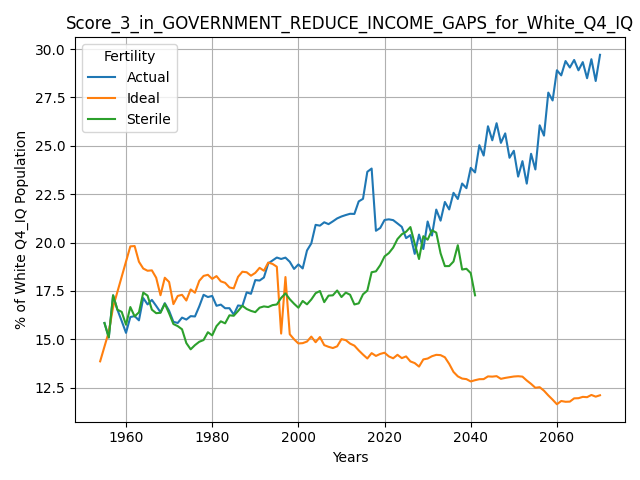 Score_3_in_GOVERNMENT_REDUCE_INCOME_GAPS_for_White_Q4_IQ
Fertility
Actual
Ideal
Sterile
30.0
27.5
25.0
22.5
20.0
17.5
15.0
12.5
% of White Q4_IQ Population
1960
1980
2000
2020
2040
2060
Years